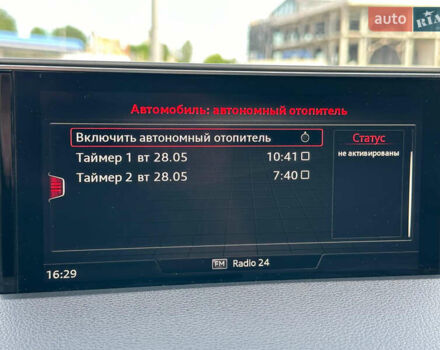 auto RIA
Автомобиль: автономный отопитель
Включить автономный отопитель
Таймер 1 вт 28.05 10:41
Таймер 2 вт 28.05 7:40
Статус
не активированы
16:29
FM Radio 24